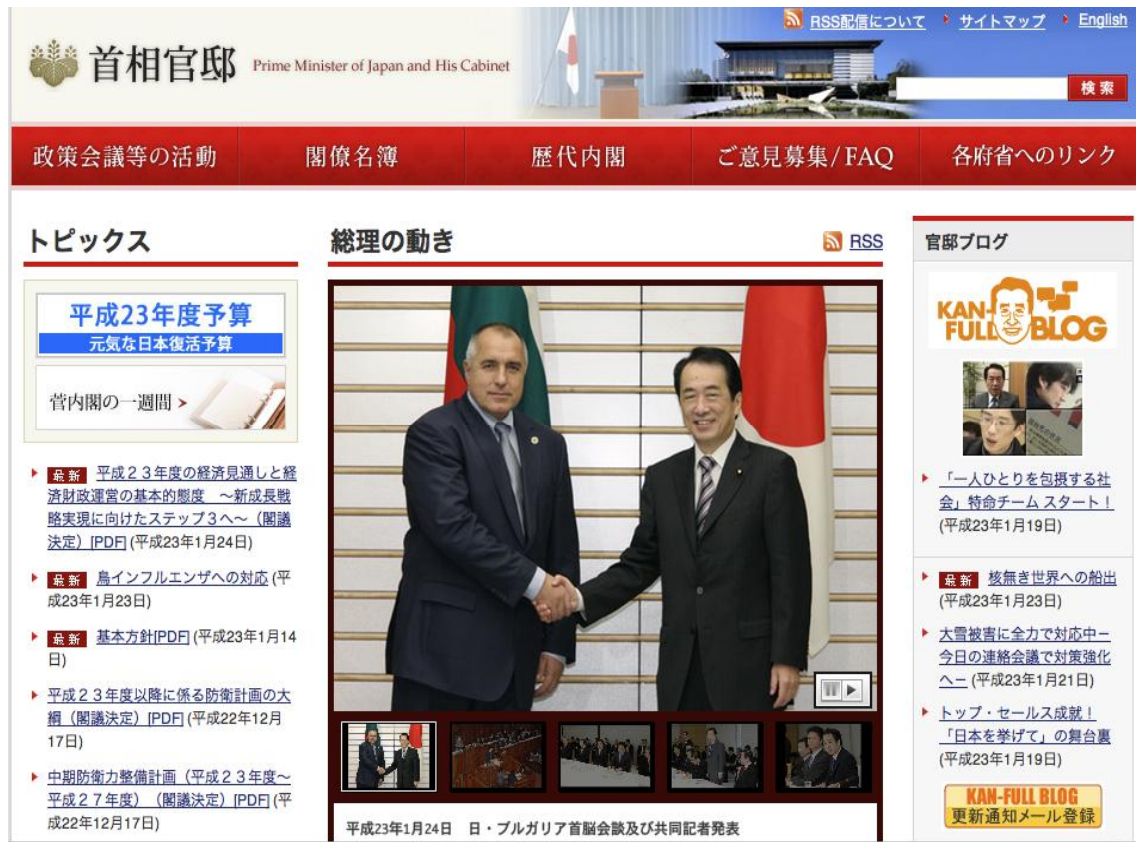 RSS配信について サイトマップ English
首相官邸 Prime Minister of Japan and His Cabinet
検索
政策会議等の活動 閣僚名簿 歴代内閣 ご意見募集/FAQ 各府省へのリンク
トピックス
平成23年度予算
元気な日本復活予算
菅内閣の一週間
最新 平成23年度の経済見通しと経
済財政運営の基本的態度 ～新成長戦
略実現に向けたステップ3へ～（閣議
決定）[PDF] (平成23年1月24日)
最新 鳥インフルエンザへの対応 (平
成23年1月23日)
最新 基本方針[PDF] (平成23年1月14
日)
平成23年度以降に係る防衛計画の大
綱（閣議決定）[PDF] (平成22年12月
17日)
中期防衛力整備計画（平成23年度～
平成27年度）（閣議決定）[PDF] (平
成22年12月17日)
総理の動き
RSS
平成23年1月24日 日・ブルガリア首脳会談及び共同記者発表
官邸ブログ
KAN-
FULL BLOG
「一人ひとりを包摂する社
会」特命チーム スタート！
(平成23年1月19日)
最新 核無き世界への船出
(平成23年1月23日)
大雪被害に全力で対応中－
今日の連絡会議で対策強化
へ－ (平成23年1月21日)
トップ・セールス成就！
「日本を挙げて」の舞台裏
(平成23年1月19日)
KAN-FULL BLOG
更新通知メール登録